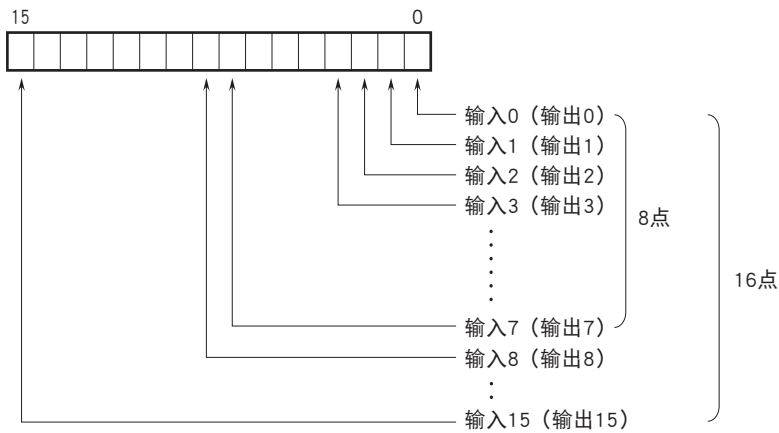 15 0
输入0（输出0）
输入1（输出1）
输入2（输出2）
输入3（输出3）
8点
16点
输入7（输出7）
输入8（输出8）
输入15（输出15）